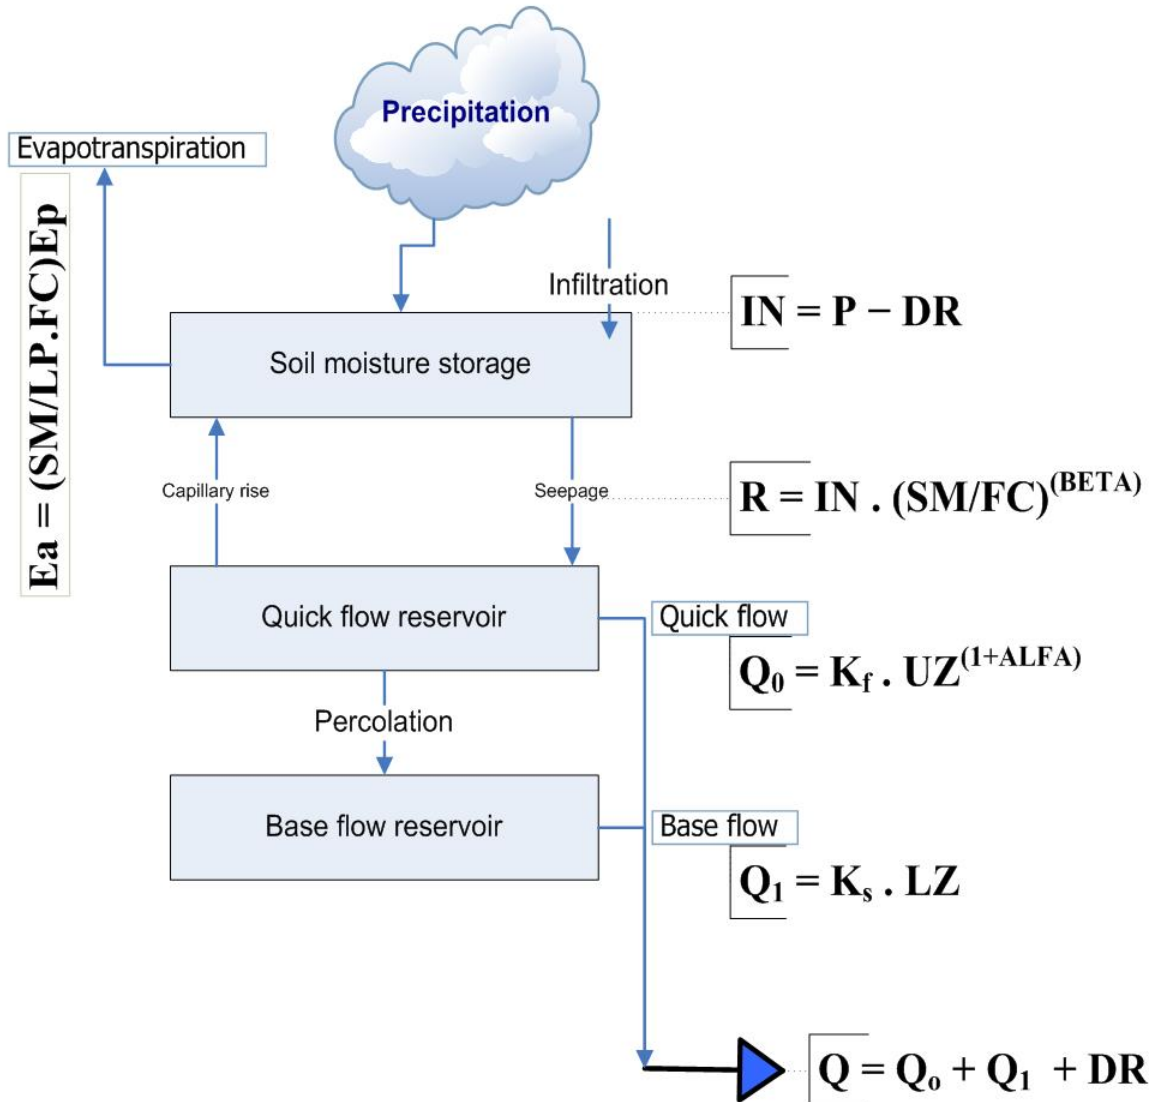 Precipitation
Evapotranspiration
Ea = (SM/LP.FC)Ep
Infiltration
IN = P − DR
Soil moisture storage
Capillary rise
Seepage
R = IN . (SM/FC)^(BETA)
Quick flow reservoir
Quick flow
Q₀ = K_f . UZ^(1+ALFA)
Percolation
Base flow reservoir
Base flow
Q₁ = Kₛ . LZ
Q = Qₒ + Q₁ + DR